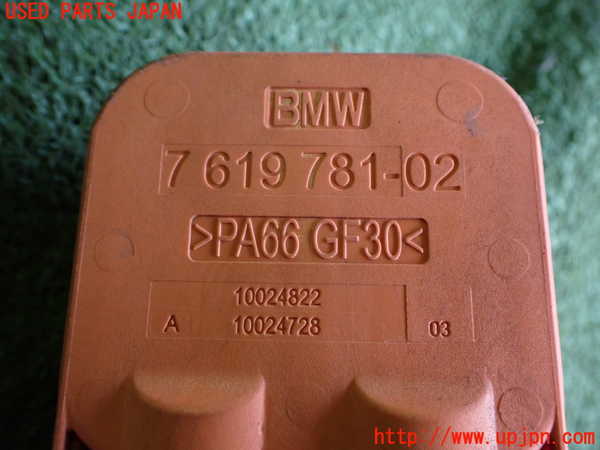 USED PARTS JAPAN
BMW
7 619 781-02
>PA66 GF30<
10024822
A 10024728 03
http://www.upjpn.com/